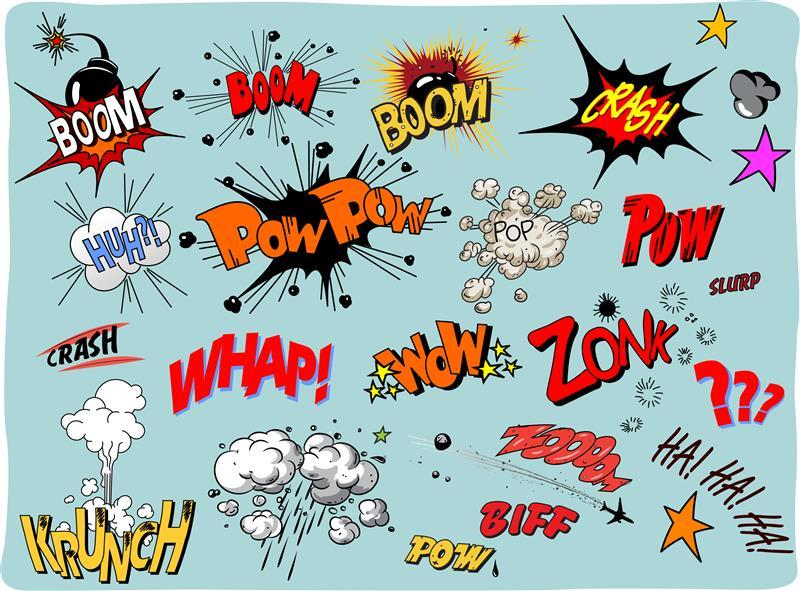 BOOM
BOOM
BOOM
CRASH
HUH?!
POW POW
POP
POW
SLURP
CRASH
WHAP!
WOW
ZONK
???
ZOOOOM
HA! HA! HA!
KRUNCH
BIFF
POW